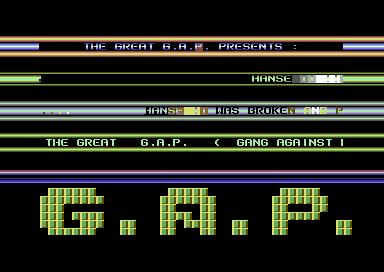 THE GREAT G.A.P. PRESENTS :
HANSE
.... HANSE WAS BROKEN AND P
THE GREAT G.A.P. ( GANG AGAINST
G.A.P.